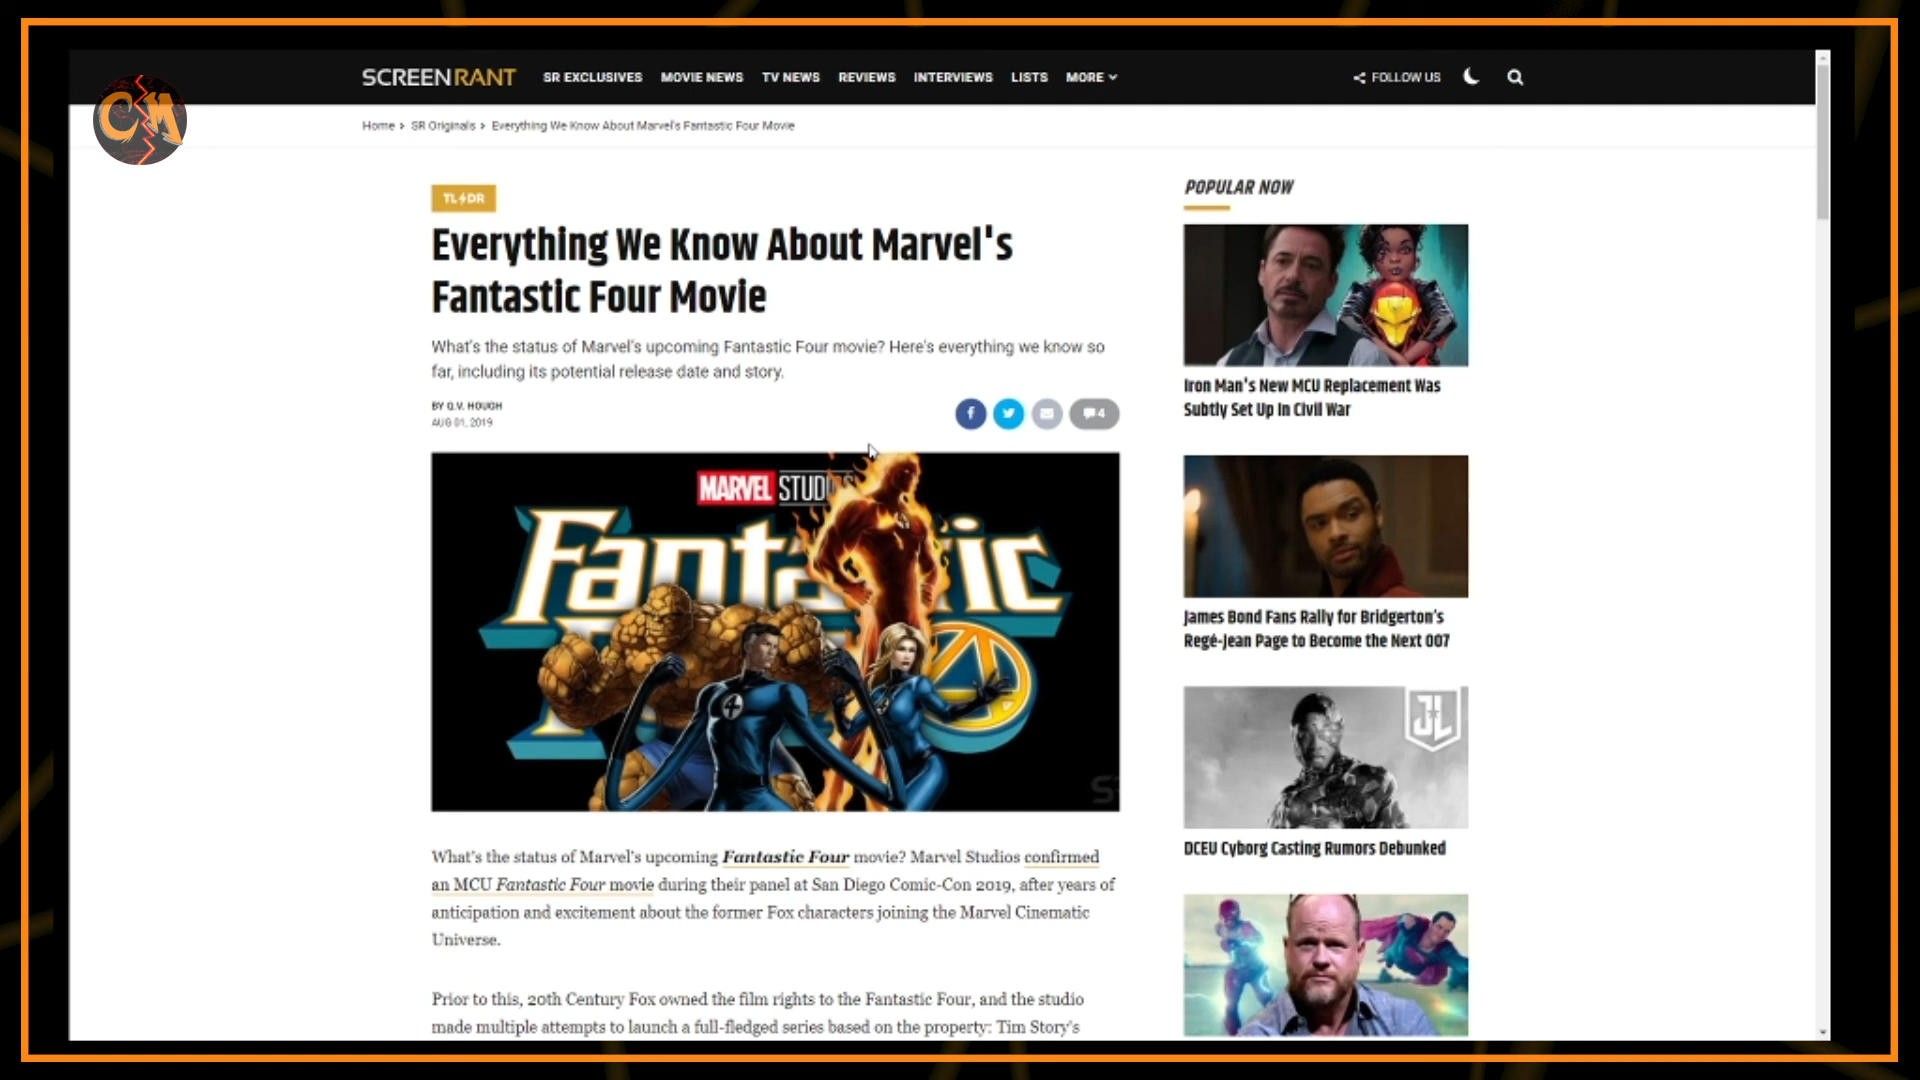 CM
SCREENRANT
SR EXCLUSIVES MOVIE NEWS TV NEWS REVIEWS INTERVIEWS LISTS MORE
FOLLOW US
Home › SR Originals › Everything We Know About Marvel's Fantastic Four Movie
TL DR
Everything We Know About Marvel's
Fantastic Four Movie
What's the status of Marvel's upcoming Fantastic Four movie? Here's everything we know so
far, including its potential release date and story.
BY Q.V. HOUGH
AUG 01, 2019
4
MARVEL STUDIOS
Fantastic
4
What's the status of Marvel's upcoming Fantastic Four movie? Marvel Studios confirmed
an MCU Fantastic Four movie during their panel at San Diego Comic-Con 2019, after years of
anticipation and excitement about the former Fox characters joining the Marvel Cinematic
Universe.
Prior to this, 20th Century Fox owned the film rights to the Fantastic Four, and the studio
made multiple attempts to launch a full-fledged series based on the property: Tim Story's
POPULAR NOW
Iron Man's New MCU Replacement Was
Subtly Set Up In Civil War
James Bond Fans Rally for Bridgerton's
Regé-Jean Page to Become the Next 007
JL
DCEU Cyborg Casting Rumors Debunked